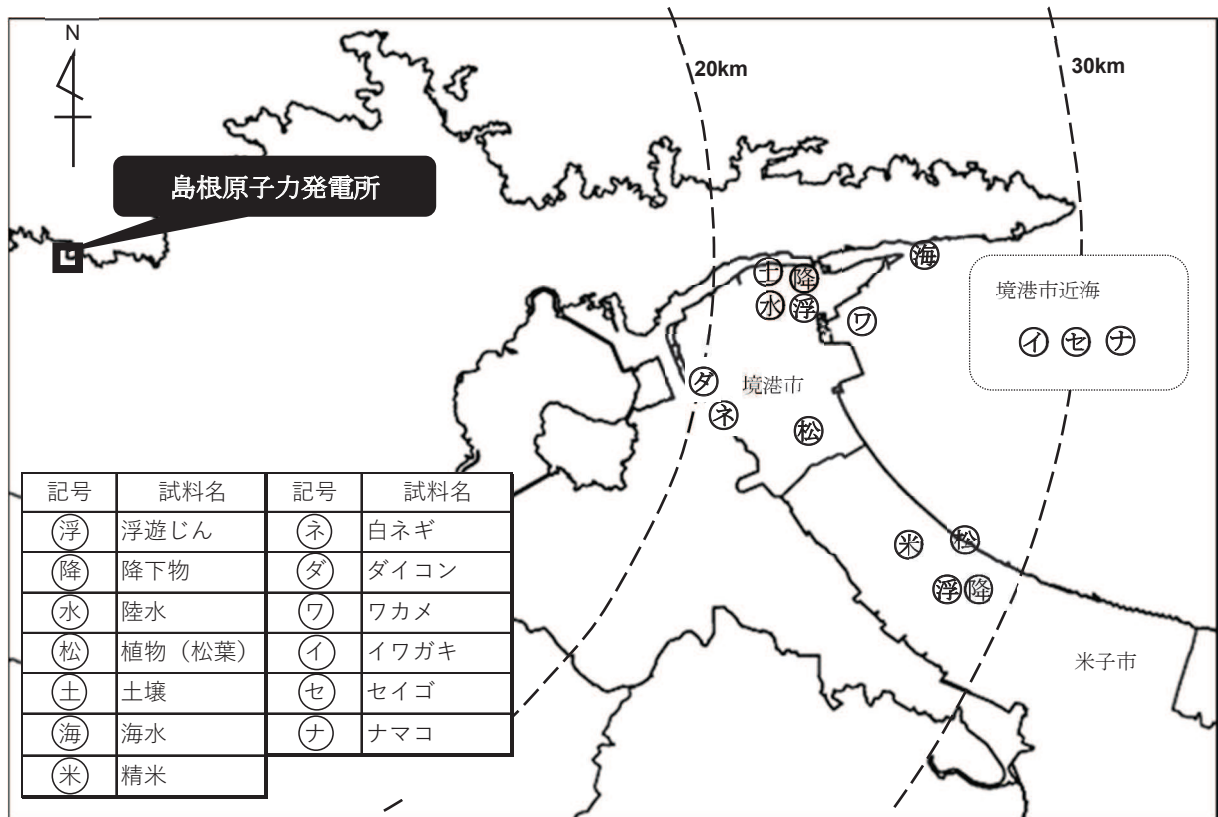 N
20km
30km
島根原子力発電所
海
土 降
水 浮
ワ
境港市近海
イ セ ナ
ダ 境港市
ネ
松
米 松
浮 降
米子市
記号 試料名 記号 試料名
浮 浮遊じん ネ 白ネギ
降 降下物 ダ ダイコン
水 陸水 ワ ワカメ
松 植物（松葉） イ イワガキ
土 土壌 セ セイゴ
海 海水 ナ ナマコ
米 精米